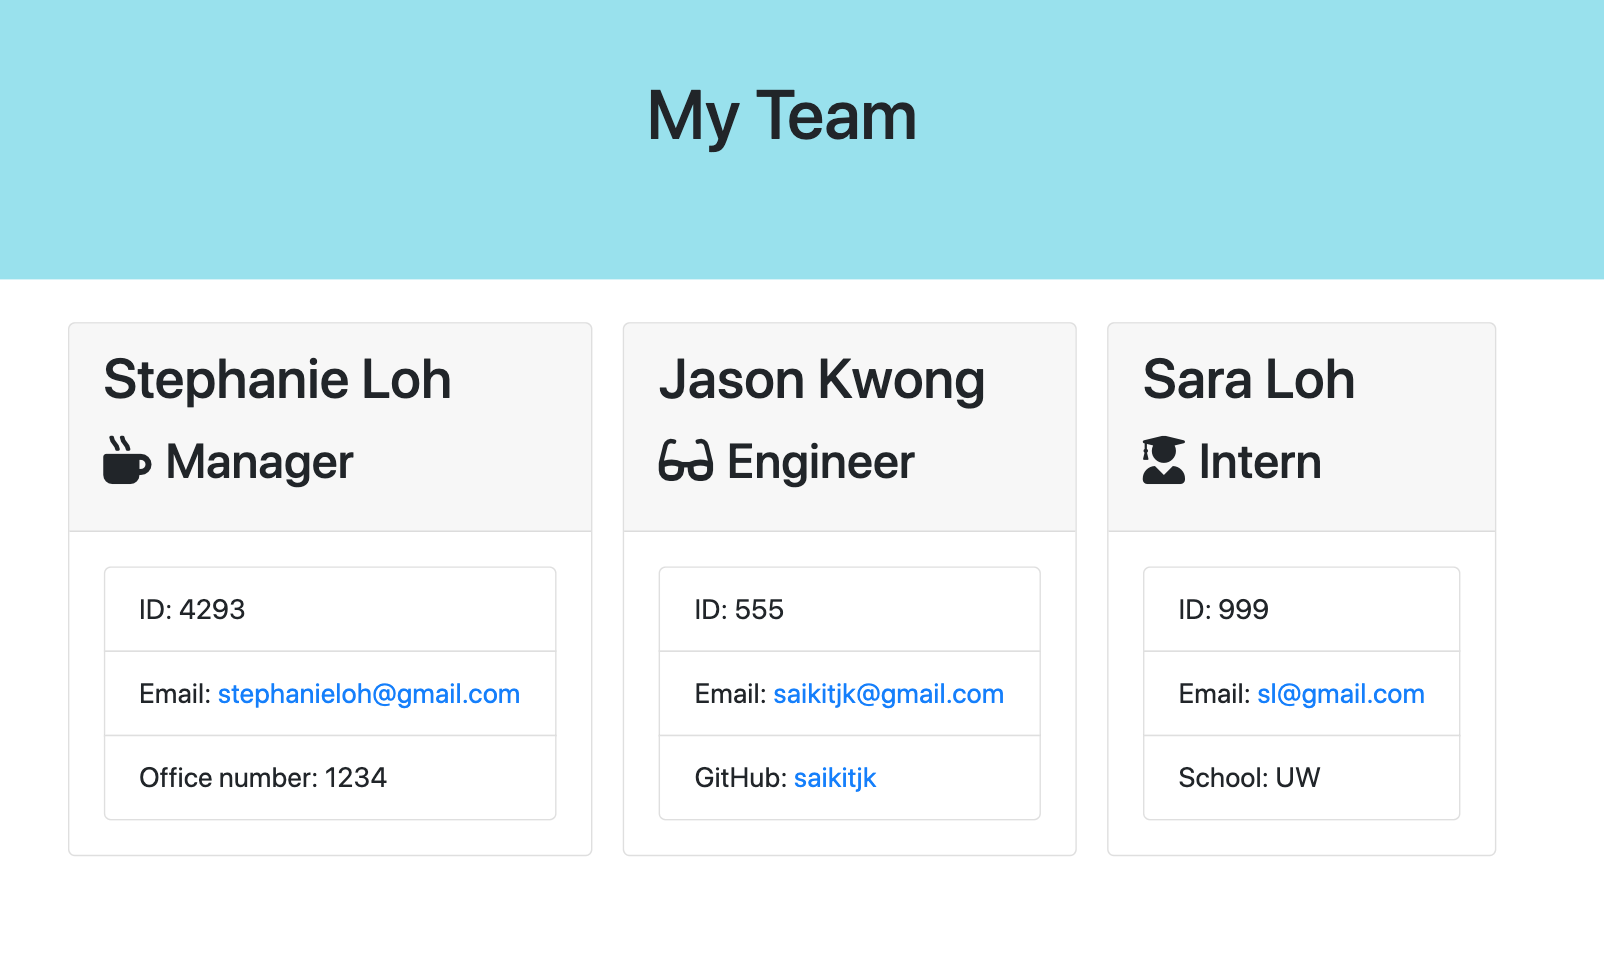 My Team
Stephanie Loh
Manager
ID: 4293
Email: stephanieloh@gmail.com
Office number: 1234
Jason Kwong
Engineer
ID: 555
Email: saikitjk@gmail.com
GitHub: saikitjk
Sara Loh
Intern
ID: 999
Email: sl@gmail.com
School: UW